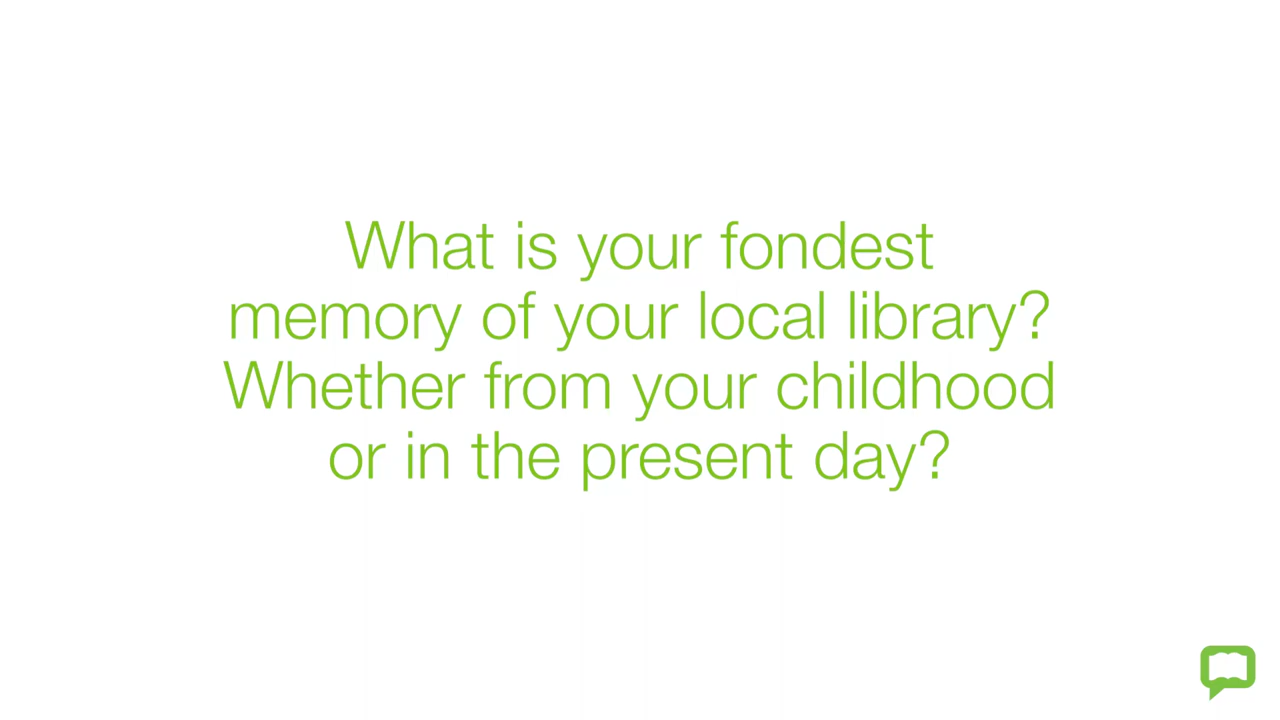 What is your fondest
memory of your local library?
Whether from your childhood
or in the present day?